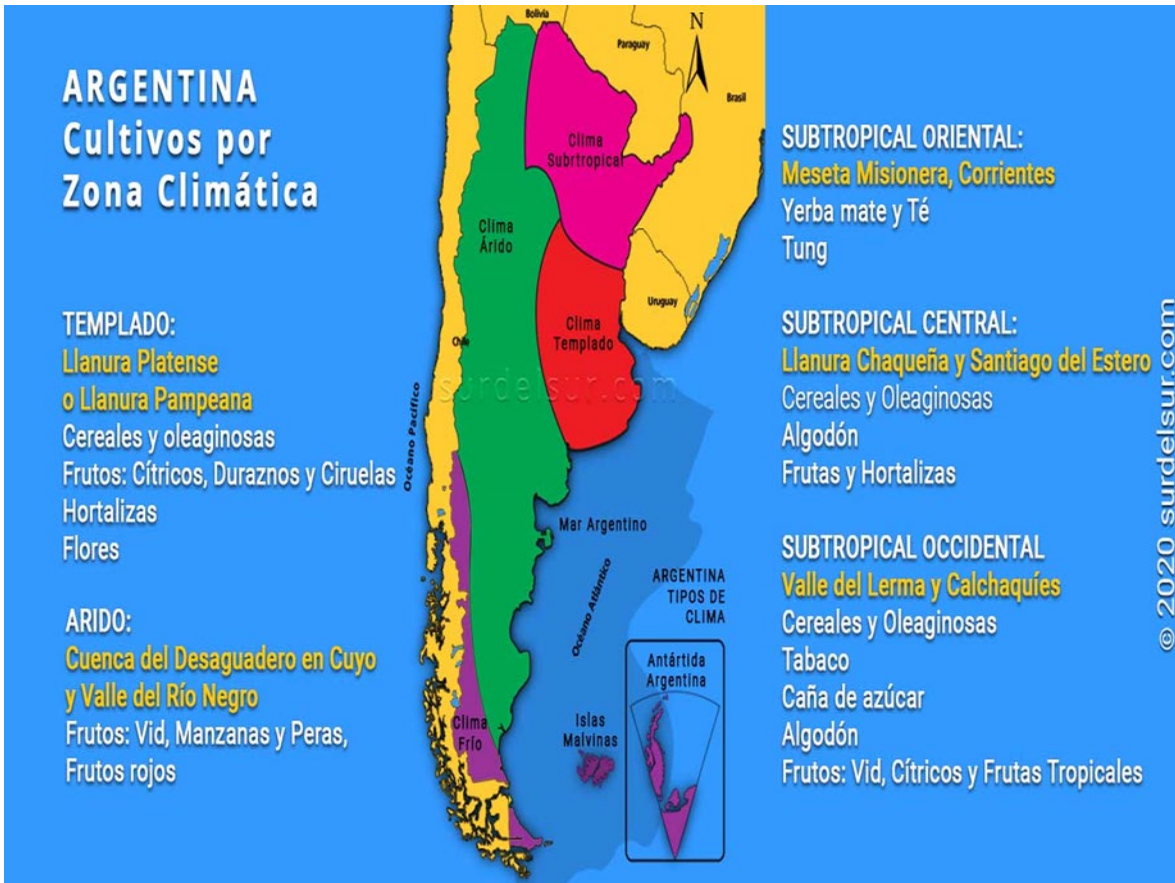 ARGENTINA
Cultivos por
Zona Climática
TEMPLADO:
Llanura Platense
o Llanura Pampeana
Cereales y oleaginosas
Frutos: Cítricos, Duraznos y Ciruelas
Hortalizas
Flores
ARIDO:
Cuenca del Desaguadero en Cuyo
y Valle del Río Negro
Frutos: Vid, Manzanas y Peras,
Frutos rojos
Bolivia
Paraguay
N
Brasil
Clima
Subrtropical
Clima
Árido
Uruguay
Clima
Templado
Chile
surdelsur.com
Océano Pacífico
Mar Argentino
Océano Atlántico
ARGENTINA
TIPOS DE
CLIMA
Antártida
Argentina
Islas
Malvinas
Clima
Frío
SUBTROPICAL ORIENTAL:
Meseta Misionera, Corrientes
Yerba mate y Té
Tung
SUBTROPICAL CENTRAL:
Llanura Chaqueña y Santiago del Estero
Cereales y Oleaginosas
Algodón
Frutas y Hortalizas
SUBTROPICAL OCCIDENTAL
Valle del Lerma y Calchaquíes
Cereales y Oleaginosas
Tabaco
Caña de azúcar
Algodón
Frutos: Vid, Cítricos y Frutas Tropicales
© 2020 surdelsur.com